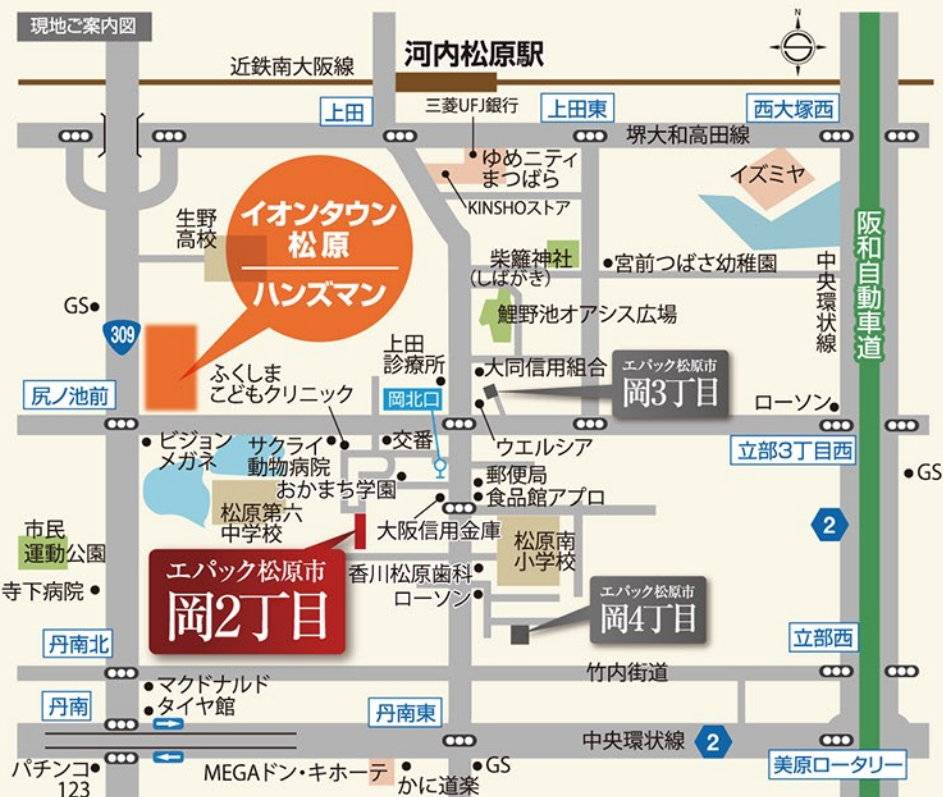 現地ご案内図
N
河内松原駅
近鉄南大阪線
三菱UFJ銀行
上田
上田東
西大塚西
堺大和高田線
ゆめニティ
まつばら
KINSHOストア
イズミヤ
生野
高校
イオンタウン
松原
ハンズマン
柴籬神社
(しばがき)
宮前つばさ幼稚園
中央環状線
阪和自動車道
GS
309
鯉野池オアシス広場
上田
診療所
大同信用組合
エパック松原市
岡3丁目
ふくしま
こどもクリニック
岡北口
尻ノ池前
ローソン
ウエルシア
立部3丁目西
ビジョン
メガネ
サクライ
動物病院
交番
おかまち学園
郵便局
食品館アプロ
GS
松原第六
中学校
大阪信用金庫
松原南
小学校
2
市民
運動公園
エパック松原市
岡2丁目
香川松原歯科
ローソン
寺下病院
エパック松原市
岡4丁目
丹南北
立部西
竹内街道
マクドナルド
タイヤ館
丹南
丹南東
中央環状線
2
美原ロータリー
パチンコ
123
MEGAドン・キホーテ
かに道楽
GS